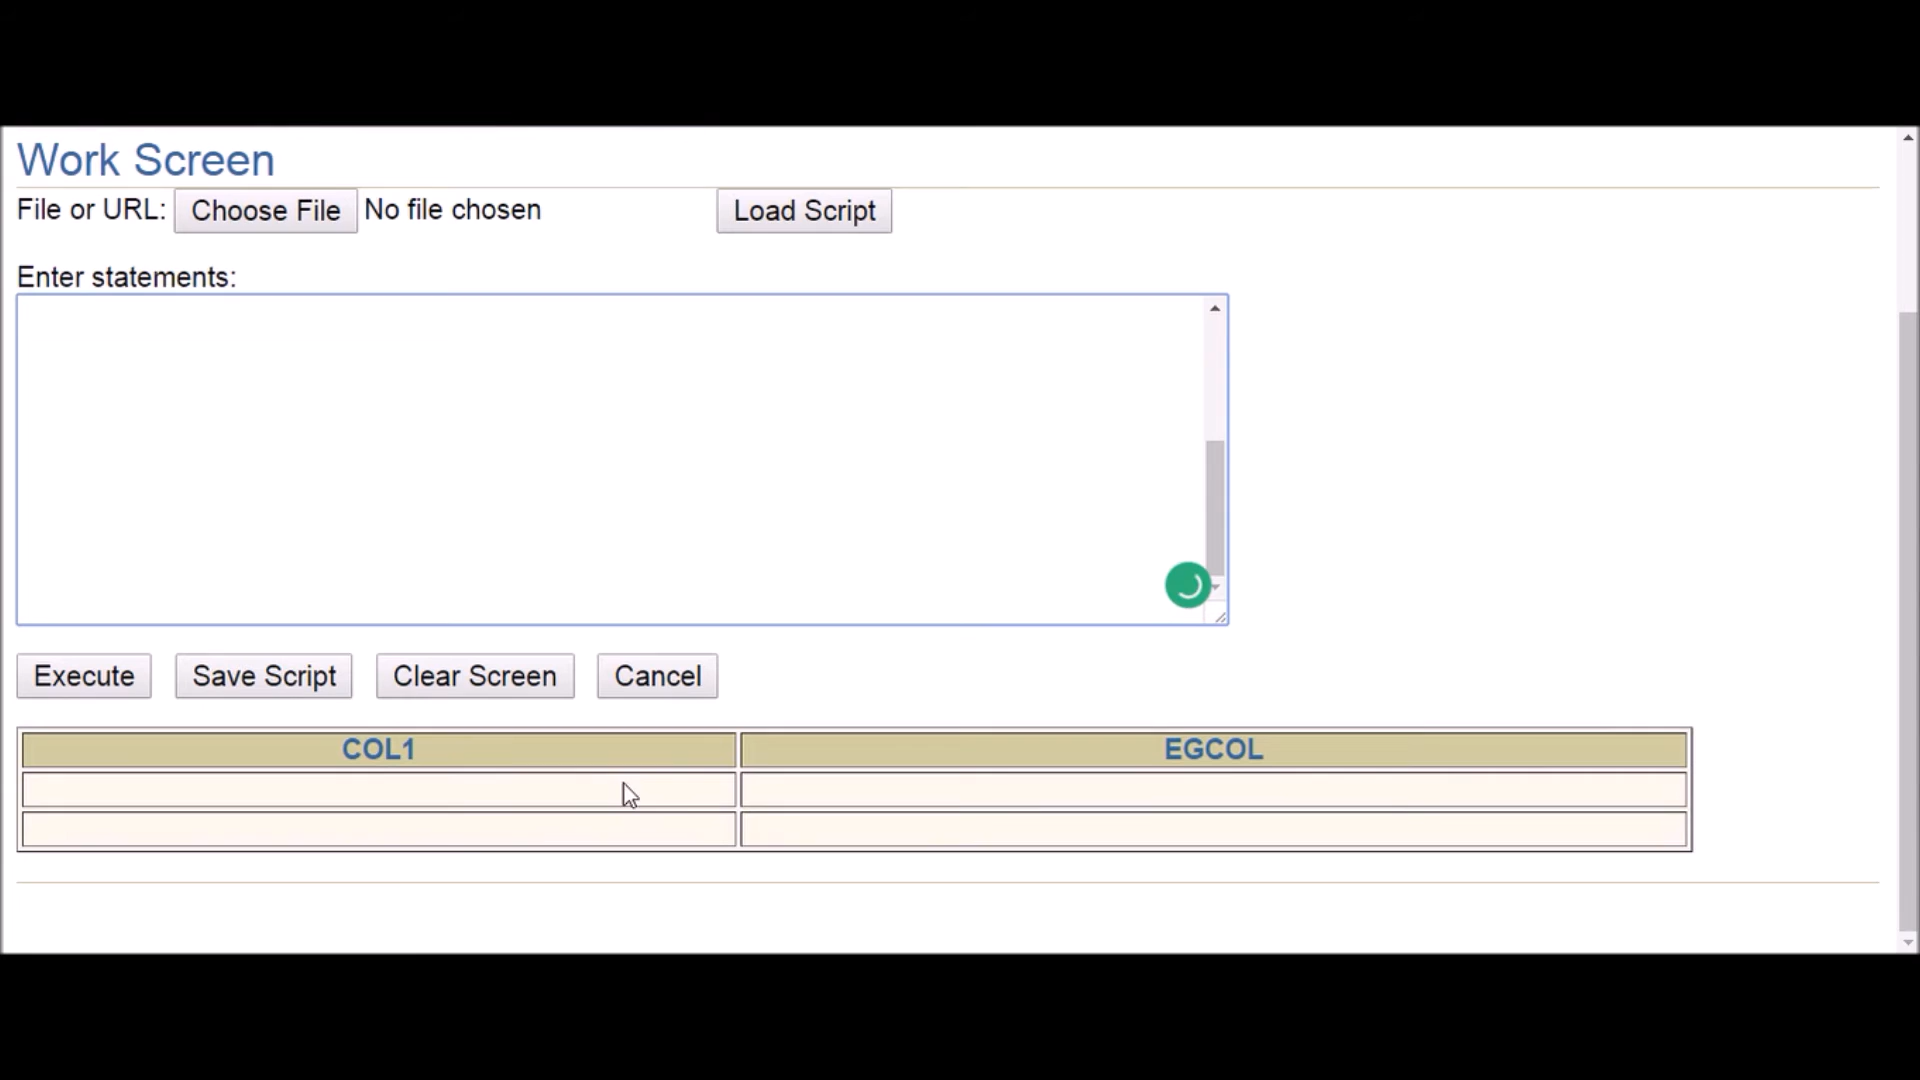 Work Screen
File or URL: Choose File No file chosen Load Script
Enter statements:
Execute Save Script Clear Screen Cancel
COL1 EGCOL